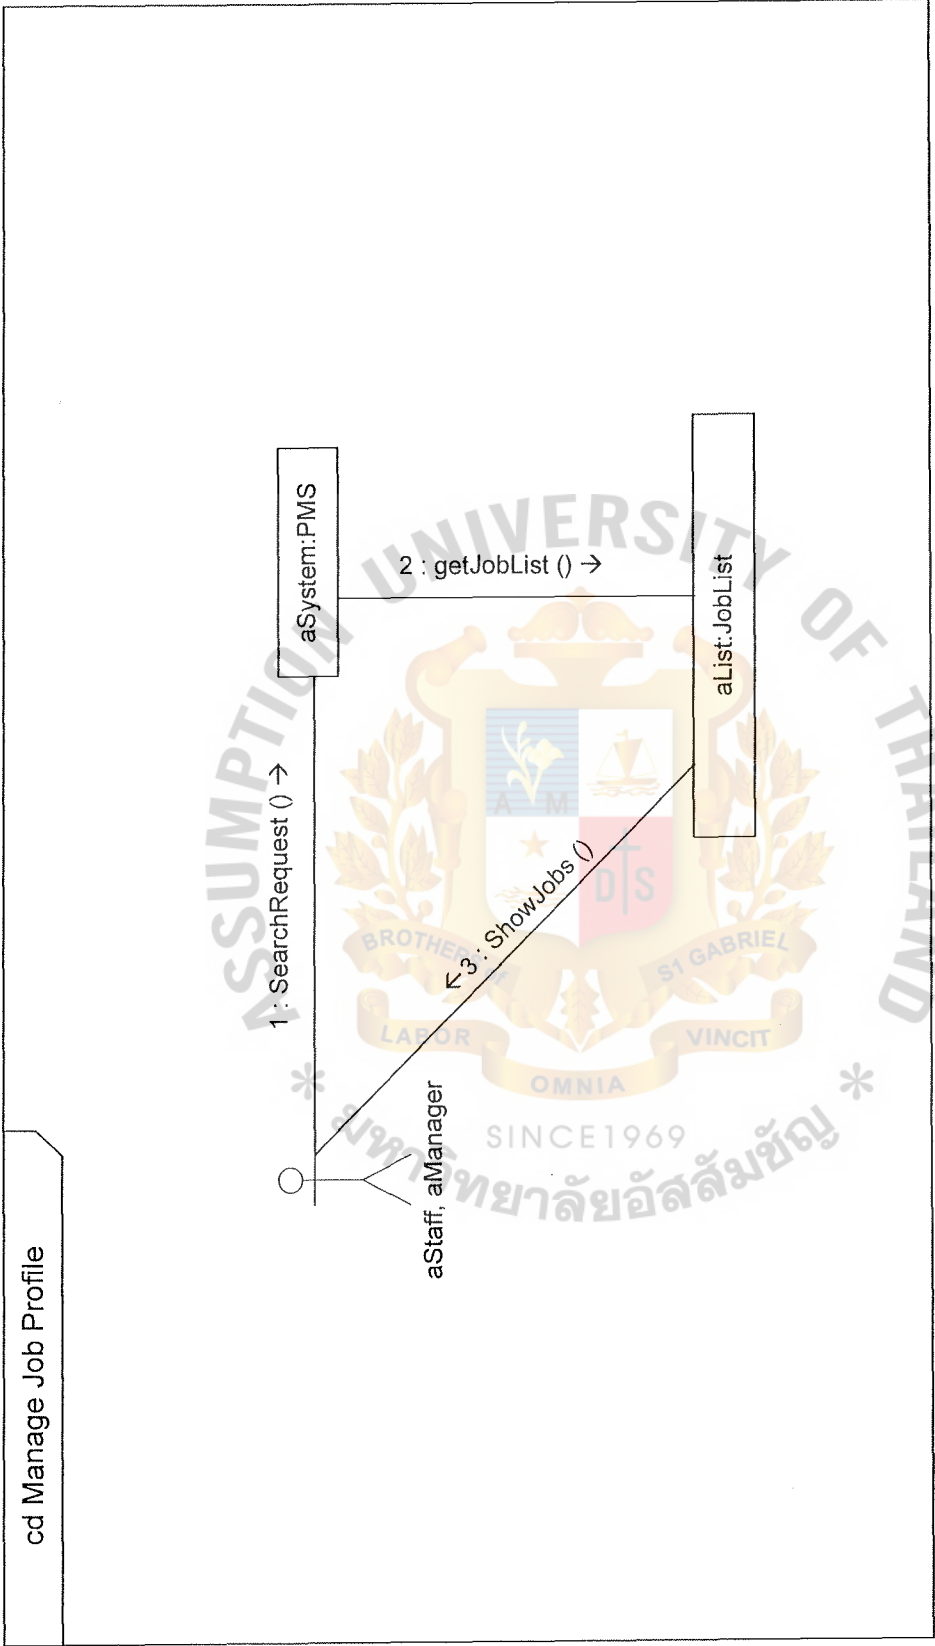 cd Manage Job Profile
1 : SearchRequest () →
aSystem:PMS
2 : getJobList () →
aList:JobList
←3 : ShowJobs ()
aStaff, aManager
ASSUMPTION UNIVERSITY OF THAILAND
A M
D S
BROTHERS OF
ST GABRIEL
LABOR
OMNIA
VINCIT
SINCE1969
* มหาวิทยาลัยอัสสัมชัญ *